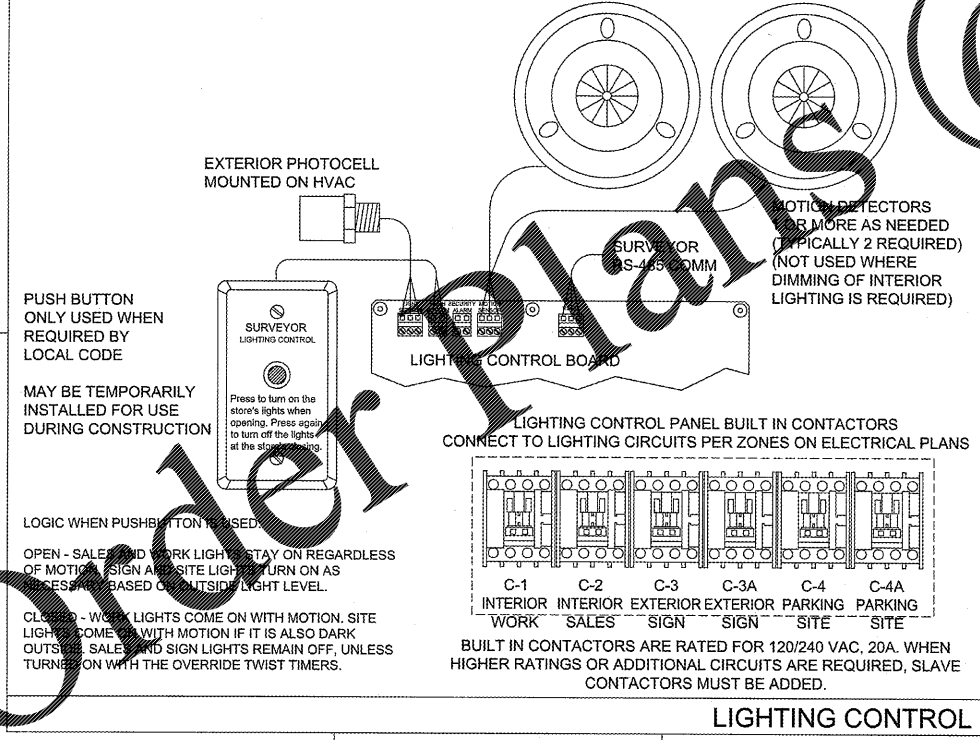 EXTERIOR PHOTOCELL
MOUNTED ON HVAC
MOTION DETECTORS
1 OR MORE AS NEEDED
(TYPICALLY 2 REQUIRED)
(NOT USED WHERE
DIMMING OF INTERIOR
LIGHTING IS REQUIRED)
SURVEYOR
RS-485 COMM
PUSH BUTTON
ONLY USED WHEN
REQUIRED BY
LOCAL CODE
MAY BE TEMPORARILY
INSTALLED FOR USE
DURING CONSTRUCTION
SURVEYOR
LIGHTING CONTROL
Press to turn on the
store's lights when
opening. Press again
to turn off the lights
at the store's closing.
SECURITY
ALARM
MOTION
SENSOR
LIGHTING CONTROL BOARD
LIGHTING CONTROL PANEL BUILT IN CONTACTORS
CONNECT TO LIGHTING CIRCUITS PER ZONES ON ELECTRICAL PLANS
C-1 C-2 C-3 C-3A C-4 C-4A
INTERIOR INTERIOR EXTERIOR EXTERIOR PARKING PARKING
WORK SALES SIGN SIGN SITE SITE
BUILT IN CONTACTORS ARE RATED FOR 120/240 VAC, 20A. WHEN
HIGHER RATINGS OR ADDITIONAL CIRCUITS ARE REQUIRED, SLAVE
CONTACTORS MUST BE ADDED.
LOGIC WHEN PUSHBUTTON IS USED:
OPEN - SALES AND WORK LIGHTS STAY ON REGARDLESS
OF MOTION. SIGN AND SITE LIGHTS TURN ON AS
NECESSARY BASED ON OUTSIDE LIGHT LEVEL.
CLOSED - WORK LIGHTS COME ON WITH MOTION. SITE
LIGHTS COME ON WITH MOTION IF IT IS ALSO DARK
OUTSIDE. SALES AND SIGN LIGHTS REMAIN OFF, UNLESS
TURNED ON WITH THE OVERRIDE TWIST TIMERS.
LIGHTING CONTROL
Order Plans